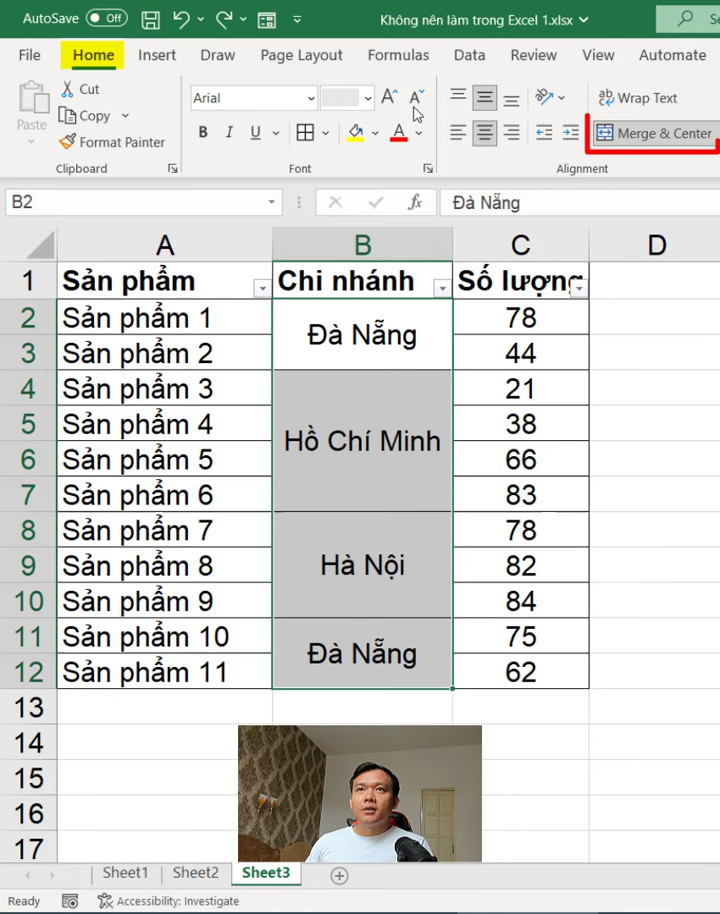 AutoSave Off Không nên làm trong Excel 1.xlsx
File Home Insert Draw Page Layout Formulas Data Review View Automate
Cut
Copy
Format Painter
Paste
Clipboard
Arial
A A
B I U A
Font
ab Wrap Text
Merge & Center
Alignment
B2 fx Đà Nẵng
A B C D
1 Sản phẩm Chi nhánh Số lượng
2 Sản phẩm 1 Đà Nẵng 78
3 Sản phẩm 2 44
4 Sản phẩm 3 21
5 Sản phẩm 4 Hồ Chí Minh 38
6 Sản phẩm 5 66
7 Sản phẩm 6 83
8 Sản phẩm 7 78
9 Sản phẩm 8 Hà Nội 82
10 Sản phẩm 9 84
11 Sản phẩm 10 Đà Nẵng 75
12 Sản phẩm 11 62
13
14
15
16
17
Sheet1 Sheet2 Sheet3
Ready Accessibility: Investigate